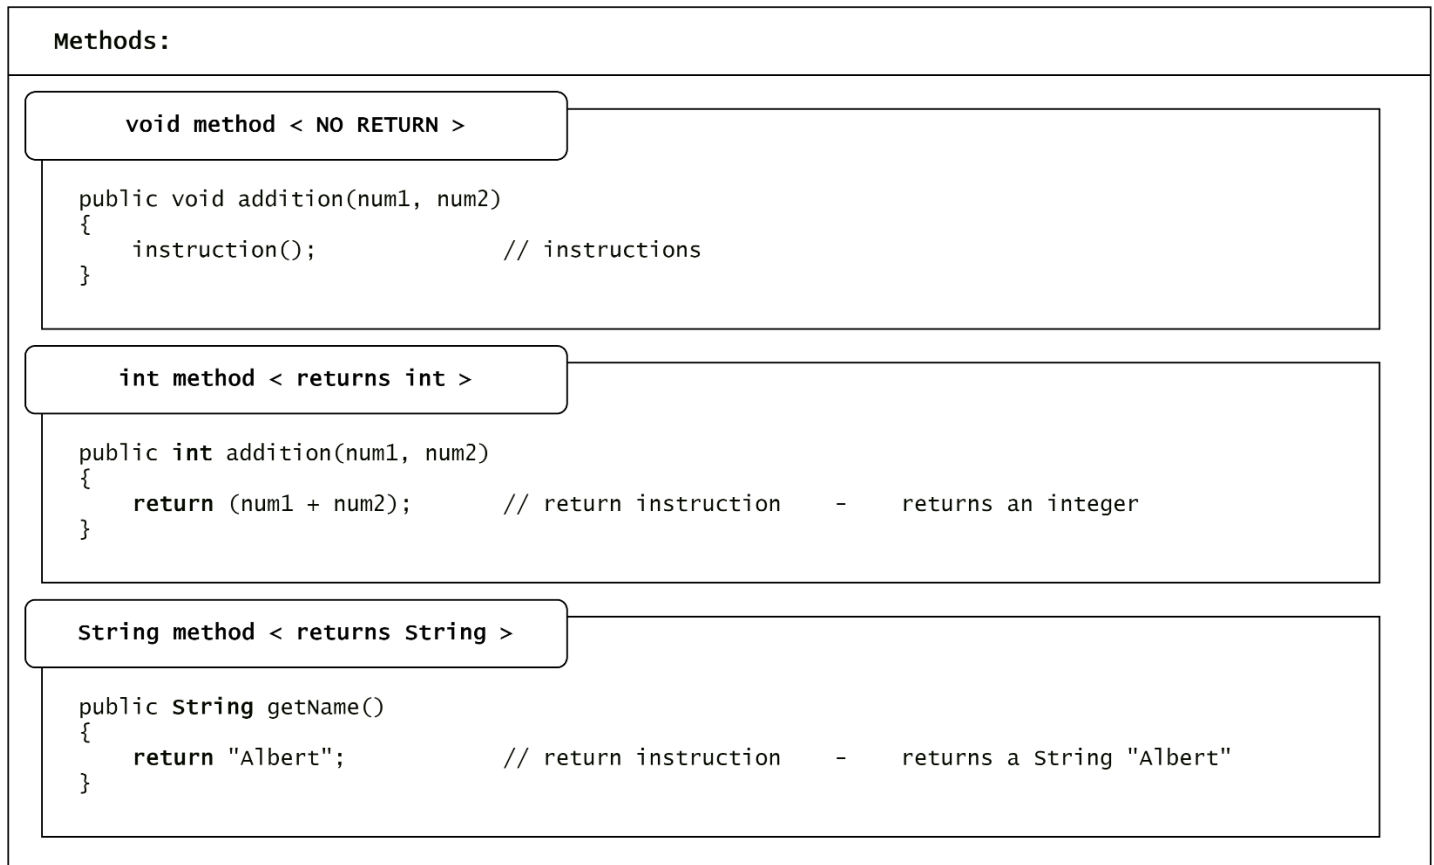 Methods:
void method < NO RETURN >
public void addition(num1, num2)
{
instruction(); // instructions
}
int method < returns int >
public int addition(num1, num2)
{
return (num1 + num2); // return instruction - returns an integer
}
String method < returns String >
public String getName()
{
return "Albert"; // return instruction - returns a String "Albert"
}